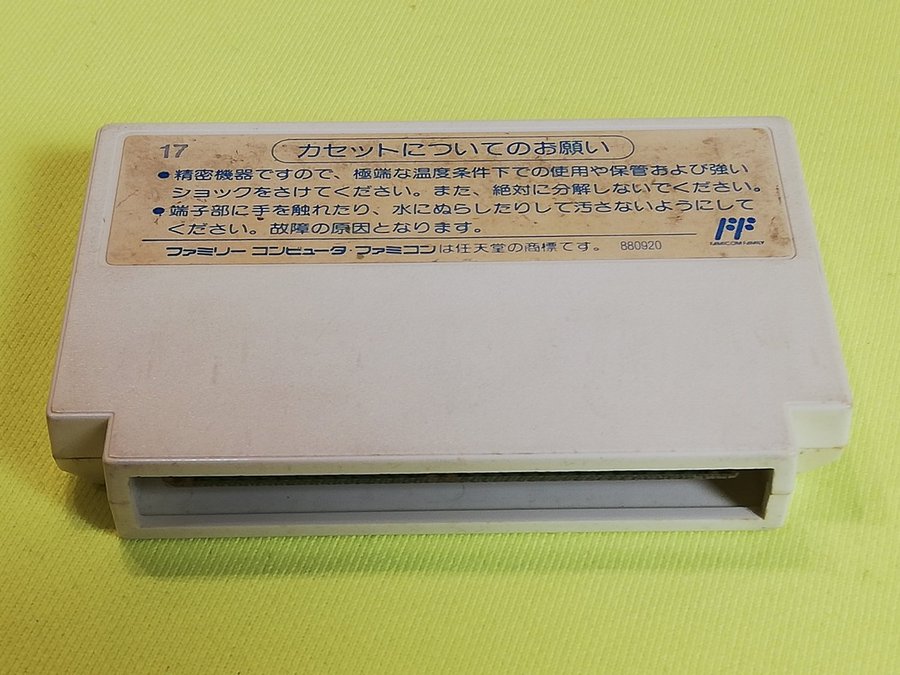 17
カセットについてのお願い
●精密機器ですので、極端な温度条件下での使用や保管および強い
ショックをさけてください。また、絶対に分解しないでください。
●端子部に手を触れたり、水にぬらしたりして汚さないようにして
ください。故障の原因となります。
FF
FAMICOM FAMILY
ファミリーコンピュータ・ファミコンは任天堂の商標です。 880920